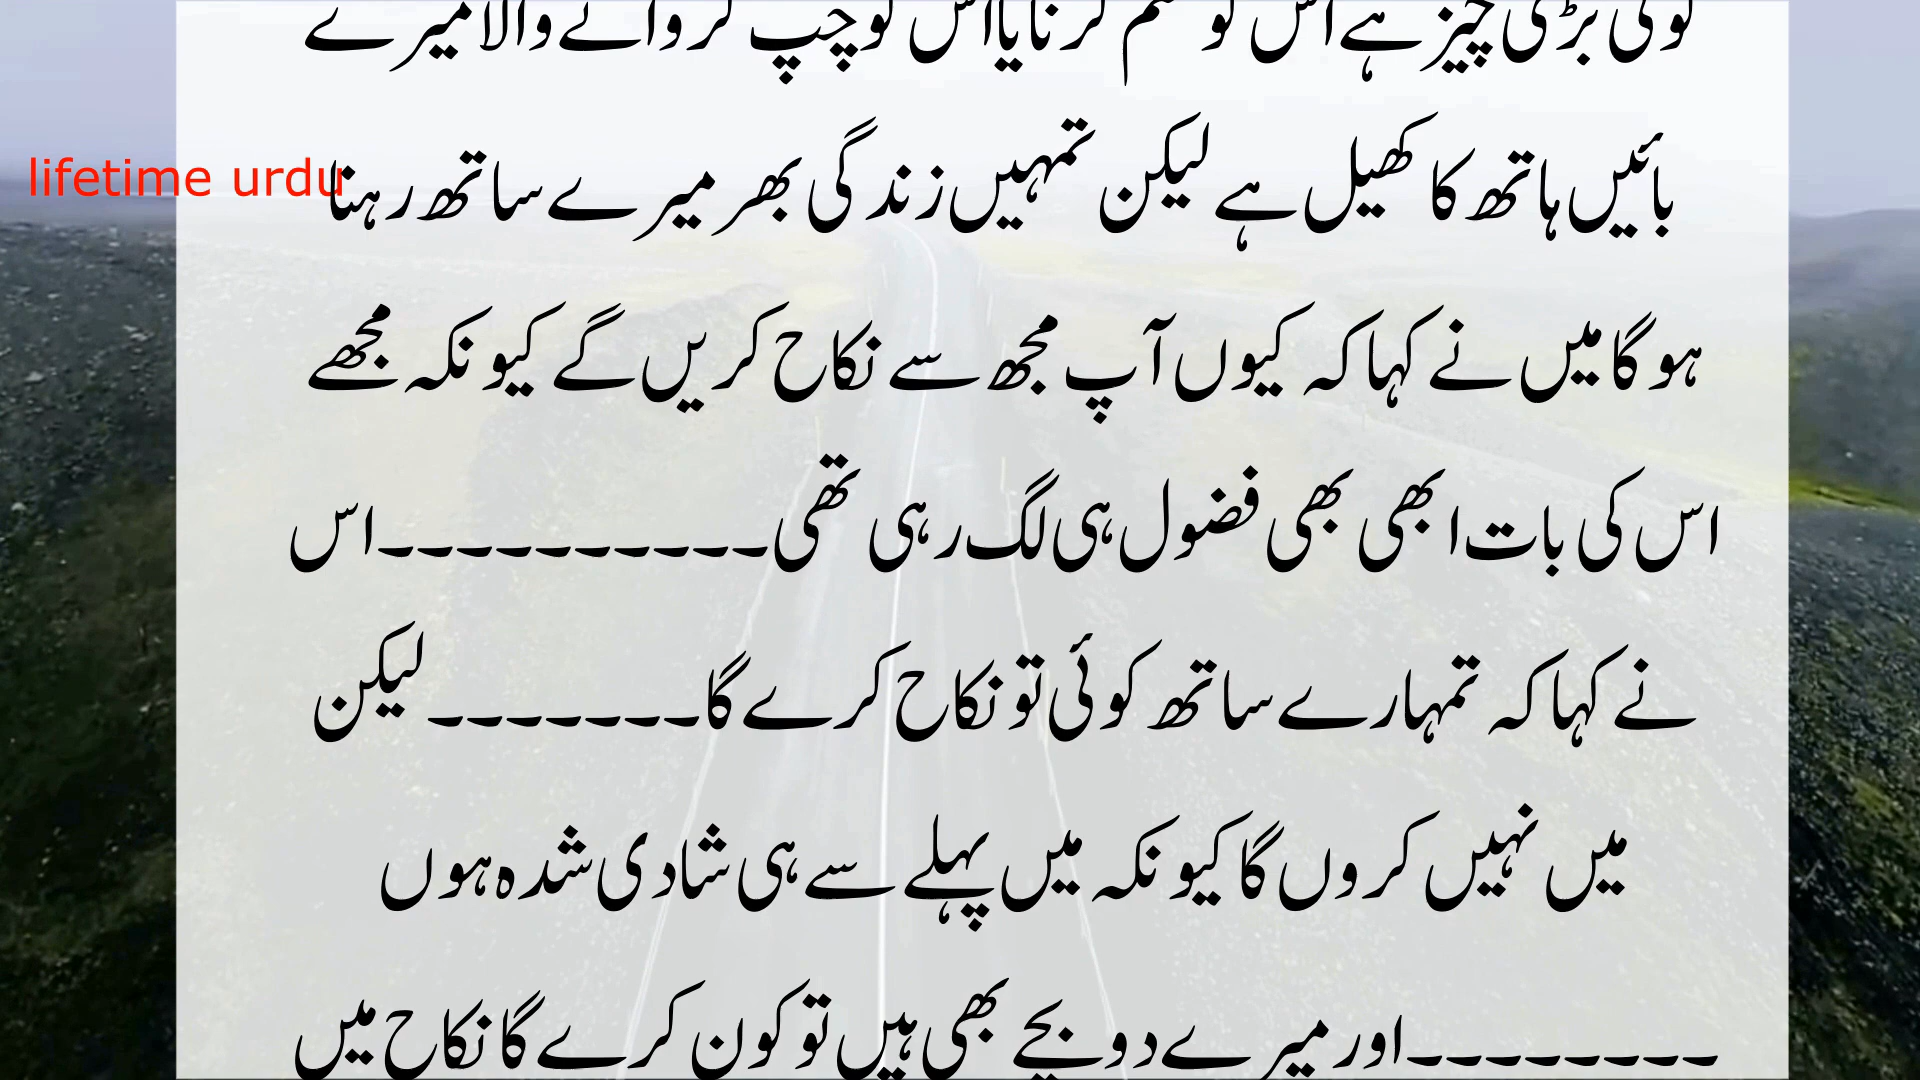 کوئی بڑی چیز ہے اس کو ختم کرنا یا اس کو چپ کروانے والا میرے
بائیں ہاتھ کا کھیل ہے لیکن تمہیں زندگی بھر میرے ساتھ رہنا
lifetime urdu
ہو گا میں نے کہا کہ کیوں آپ مجھ سے نکاح کریں گے کیونکہ مجھے
اس کی بات ابھی بھی فضول ہی لگ رہی تھی۔۔۔۔۔۔۔۔۔۔اس
نے کہا کہ تمہارے ساتھ کوئی تو نکاح کرے گا۔۔۔۔۔۔۔لیکن
میں نہیں کروں گا کیونکہ میں پہلے سے ہی شادی شدہ ہوں
۔۔۔۔۔۔۔۔اور میرے دو بچے بھی ہیں تو کون کرے گا نکاح میں